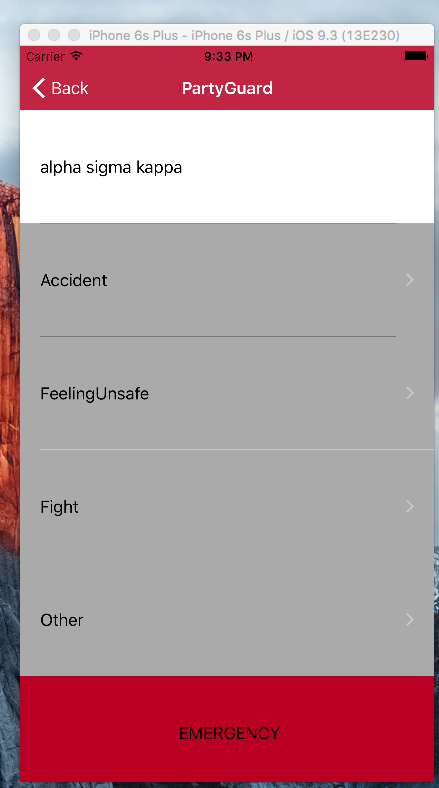 iPhone 6s Plus - iPhone 6s Plus / iOS 9.3 (13E230)
Carrier 9:33 PM
Back PartyGuard
alpha sigma kappa
Accident
FeelingUnsafe
Fight
Other
EMERGENCY